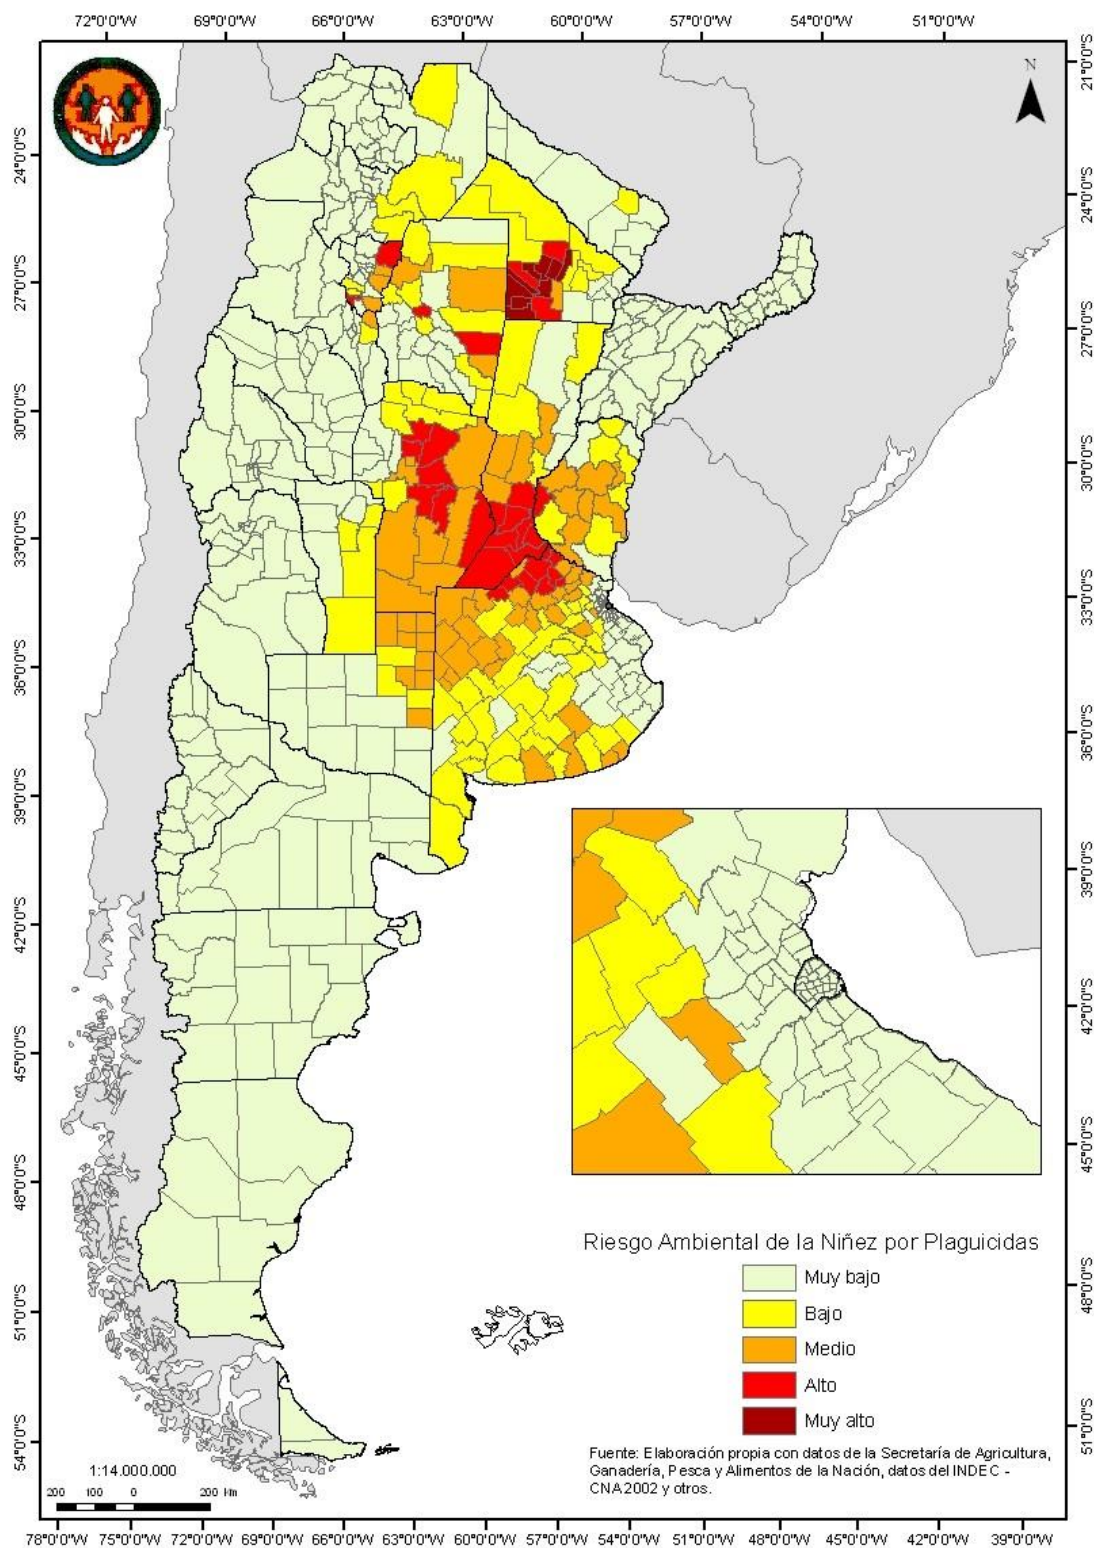 72°0'0"W 69°0'0"W 66°0'0"W 63°0'0"W 60°0'0"W 57°0'0"W 54°0'0"W 51°0'0"W
21°0'0"S
24°0'0"S
27°0'0"S
30°0'0"S
33°0'0"S
36°0'0"S
39°0'0"S
42°0'0"S
45°0'0"S
48°0'0"S
51°0'0"S
24°0'0"S
27°0'0"S
30°0'0"S
33°0'0"S
36°0'0"S
39°0'0"S
42°0'0"S
45°0'0"S
48°0'0"S
51°0'0"S
54°0'0"S
N
Riesgo Ambiental de la Niñez por Plaguicidas
Muy bajo
Bajo
Medio
Alto
Muy alto
Fuente: Elaboración propia con datos de la Secretaría de Agricultura,
Ganadería, Pesca y Alimentos de la Nación, datos del INDEC -
CNA 2002 y otros.
1:14.000.000
200 100 0 200 km
78°0'0"W 75°0'0"W 72°0'0"W 69°0'0"W 66°0'0"W 63°0'0"W 60°0'0"W 57°0'0"W 54°0'0"W 51°0'0"W 48°0'0"W 45°0'0"W 42°0'0"W 39°0'0"W